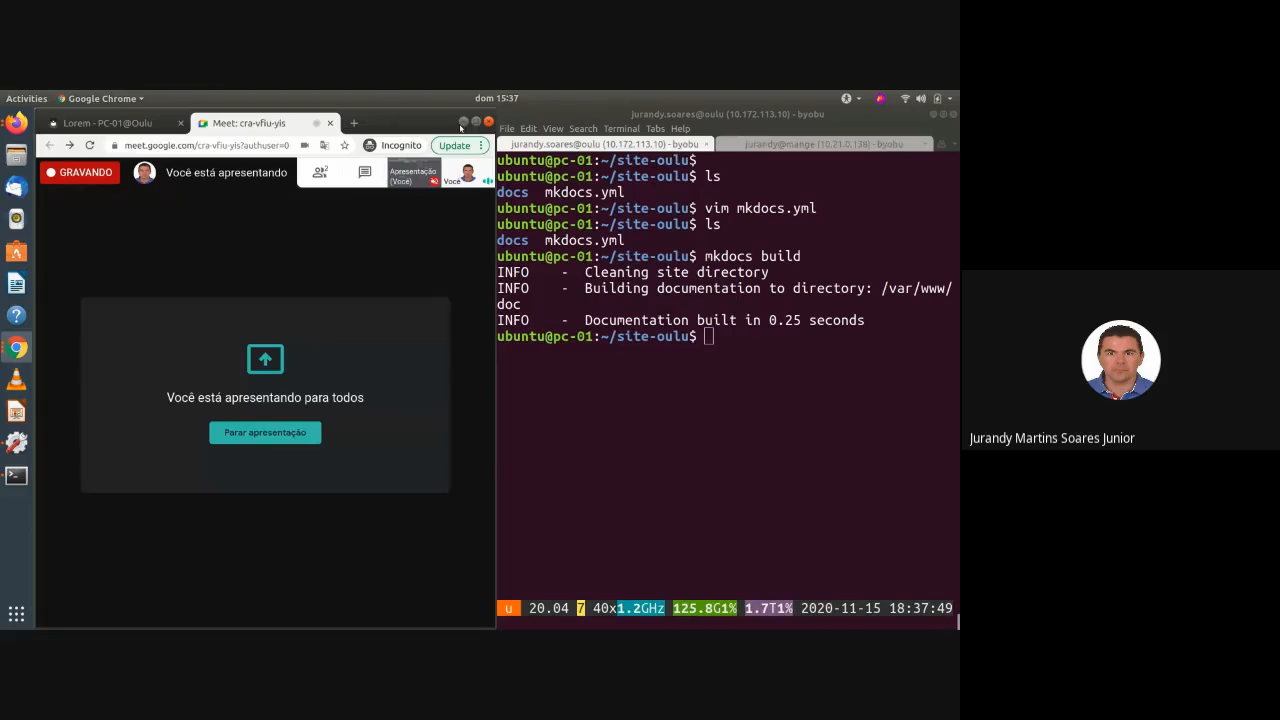 Activities
Google Chrome
dom 15:37
Lorem - PC-01@Oulu
Meet: cra-vfiu-yis
meet.google.com/cra-vfiu-yis?authuser=0
Incognito
Update
GRAVANDO
Você está apresentando
2
Apresentação
(Você)
Você
Você está apresentando para todos
Parar apresentação
jurandy.soares@oulu (10.172.113.10) - byobu
File Edit View Search Terminal Tabs Help
jurandy.soares@oulu (10.172.113.10) - byobu
jurandy@mange (10.21.0.138) - byobu
ubuntu@pc-01:~/site-oulu$
ubuntu@pc-01:~/site-oulu$ ls
docs mkdocs.yml
ubuntu@pc-01:~/site-oulu$ vim mkdocs.yml
ubuntu@pc-01:~/site-oulu$ ls
docs mkdocs.yml
ubuntu@pc-01:~/site-oulu$ mkdocs build
INFO - Cleaning site directory
INFO - Building documentation to directory: /var/www/
doc
INFO - Documentation built in 0.25 seconds
ubuntu@pc-01:~/site-oulu$
u 20.04 7 40x1.2GHz 125.8G1% 1.7T1% 2020-11-15 18:37:49
Jurandy Martins Soares Junior